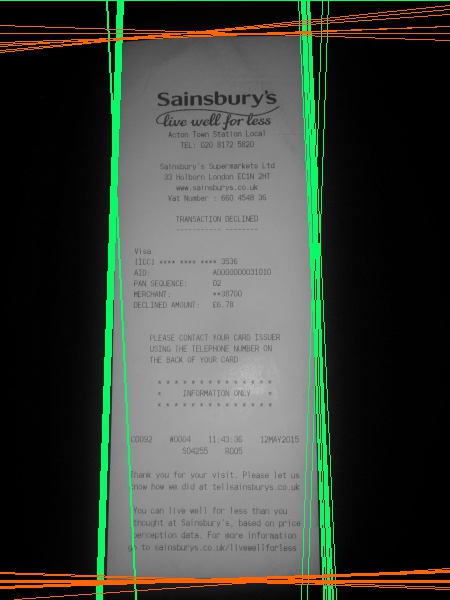 Sainsbury's
live well for less
Acton Town Station Local
TEL: 020 8172 5820
Sainsbury's Supermarkets Ltd
33 Holborn London EC1N 2HT
www.sainsburys.co.uk
Vat Number : 660 4548 36
TRANSACTION DECLINED
---------- --------
Visa
[ICC] **** **** **** 3536
AID: A0000000031010
PAN SEQUENCE: 02
MERCHANT: **38700
DECLINED AMOUNT: £6.78
PLEASE CONTACT YOUR CARD ISSUER
USING THE TELEPHONE NUMBER ON
THE BACK OF YOUR CARD
* * * * * * * * * * * * *
* INFORMATION ONLY *
* * * * * * * * * * * * *
C0092 #0004 11:43:36 12MAY2015
S04255 R005
Thank you for your visit. Please let us
know how we did at tellsainsburys.co.uk
You can live well for less than you
thought at Sainsbury's, based on price
perception data. For more information
go to sainsburys.co.uk/livewellforless